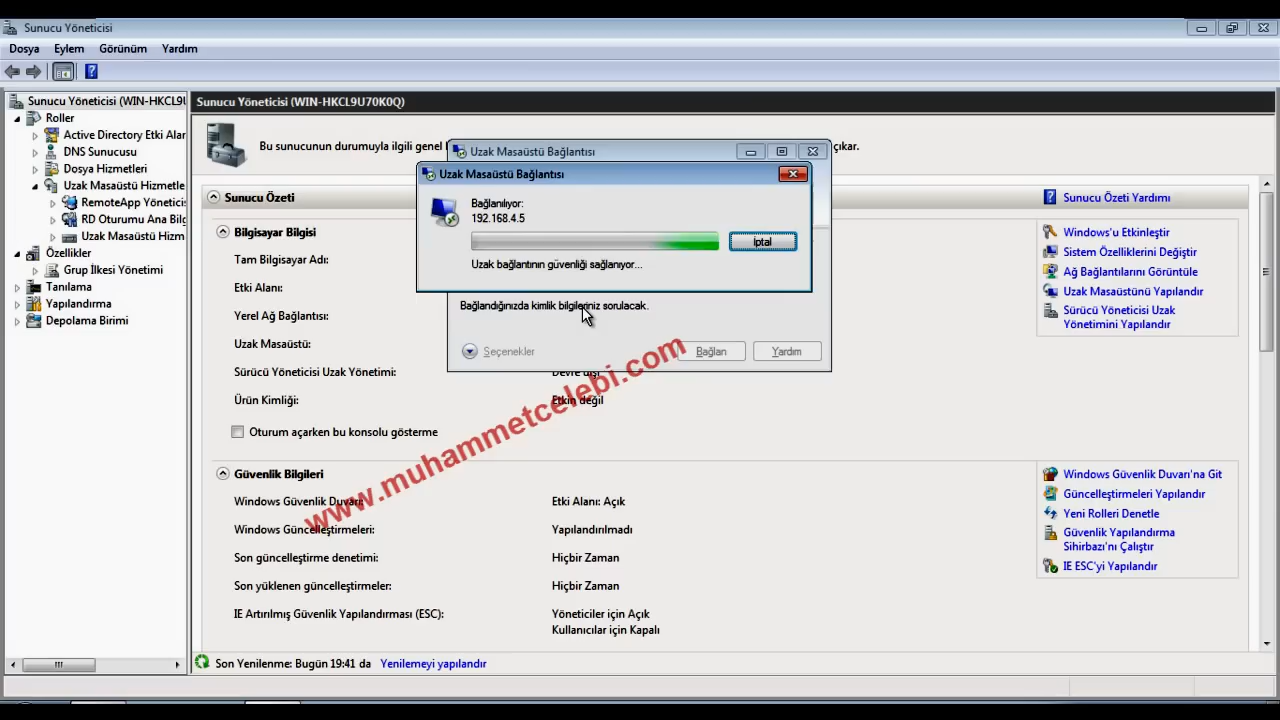 Sunucu Yöneticisi
Dosya Eylem Görünüm Yardım
Sunucu Yöneticisi (WIN-HKCL9U
Roller
Active Directory Etki Alar
DNS Sunucusu
Dosya Hizmetleri
Uzak Masaüstü Hizmetle
RemoteApp Yönetici
RD Oturumu Ana Bilg
Uzak Masaüstü Hizm
Özellikler
Grup İlkesi Yönetimi
Tanılama
Yapılandırma
Depolama Birimi
Sunucu Yöneticisi (WIN-HKCL9U70K0Q)
Bu sunucunun durumuyla ilgili genel
çıkar.
Uzak Masaüstü Bağlantısı
Uzak Masaüstü Bağlantısı
Bağlanılıyor:
192.168.4.5
İptal
Uzak bağlantının güvenliği sağlanıyor...
Bağlandığınızda kimlik bilgileriniz sorulacak.
Seçenekler
Bağlan
Yardım
Sunucu Özeti
Sunucu Özeti Yardımı
Bilgisayar Bilgisi
Tam Bilgisayar Adı:
Etki Alanı:
Yerel Ağ Bağlantısı:
Uzak Masaüstü:
Sürücü Yöneticisi Uzak Yönetimi:
Devre dışı
Ürün Kimliği:
Etkin değil
Oturum açarken bu konsolu gösterme
Windows'u Etkinleştir
Sistem Özelliklerini Değiştir
Ağ Bağlantılarını Görüntüle
Uzak Masaüstünü Yapılandır
Sürücü Yöneticisi Uzak
Yönetimini Yapılandır
Güvenlik Bilgileri
Windows Güvenlik Duvarı:
Etki Alanı: Açık
Windows Güncelleştirmeleri:
Yapılandırılmadı
Son güncelleştirme denetimi:
Hiçbir Zaman
Son yüklenen güncelleştirmeler:
Hiçbir Zaman
IE Artırılmış Güvenlik Yapılandırması (ESC):
Yöneticiler için Açık
Kullanıcılar için Kapalı
Windows Güvenlik Duvarı'na Git
Güncelleştirmeleri Yapılandır
Yeni Rolleri Denetle
Güvenlik Yapılandırma
Sihirbazı'nı Çalıştır
IE ESC'yi Yapılandır
Son Yenilenme: Bugün 19:41 da
Yenilemeyi yapılandır
www.muhammetcelebi.com